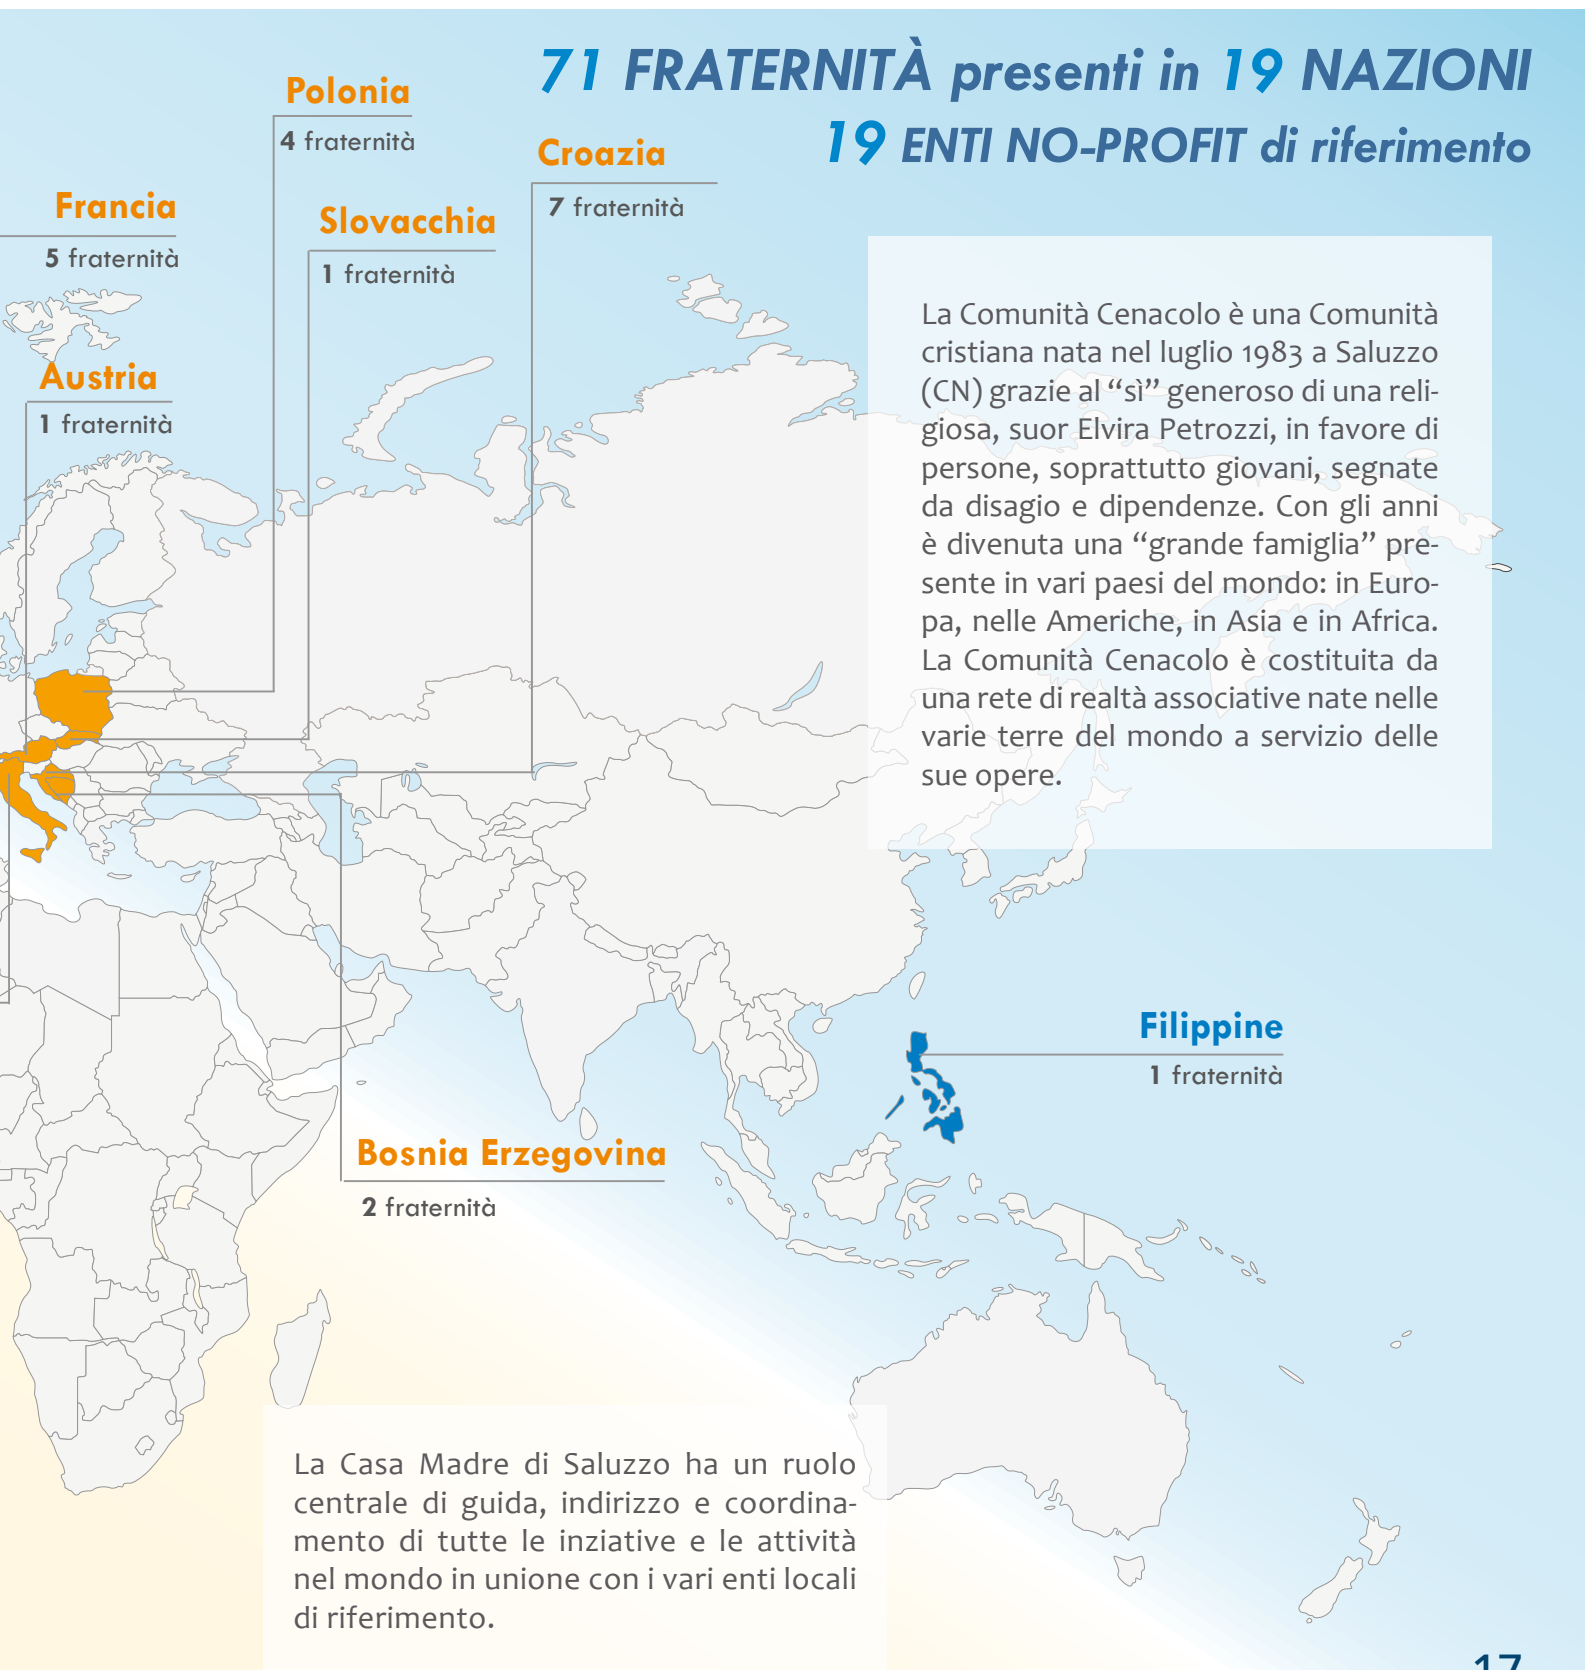 71 FRATERNITÀ presenti in 19 NAZIONI
19 ENTI NO-PROFIT di riferimento
Polonia
4 fraternità
Croazia
7 fraternità
Francia
5 fraternità
Slovacchia
1 fraternità
Austria
1 fraternità
La Comunità Cenacolo è una Comunità
cristiana nata nel luglio 1983 a Saluzzo
(CN) grazie al “sì” generoso di una reli-
giosa, suor Elvira Petrozzi, in favore di
persone, soprattutto giovani, segnate
da disagio e dipendenze. Con gli anni
è divenuta una “grande famiglia” pre-
sente in vari paesi del mondo: in Euro-
pa, nelle Americhe, in Asia e in Africa.
La Comunità Cenacolo è costituita da
una rete di realtà associative nate nelle
varie terre del mondo a servizio delle
sue opere.
Filippine
1 fraternità
Bosnia Erzegovina
2 fraternità
La Casa Madre di Saluzzo ha un ruolo
centrale di guida, indirizzo e coordina-
mento di tutte le inziative e le attività
nel mondo in unione con i vari enti locali
di riferimento.
17